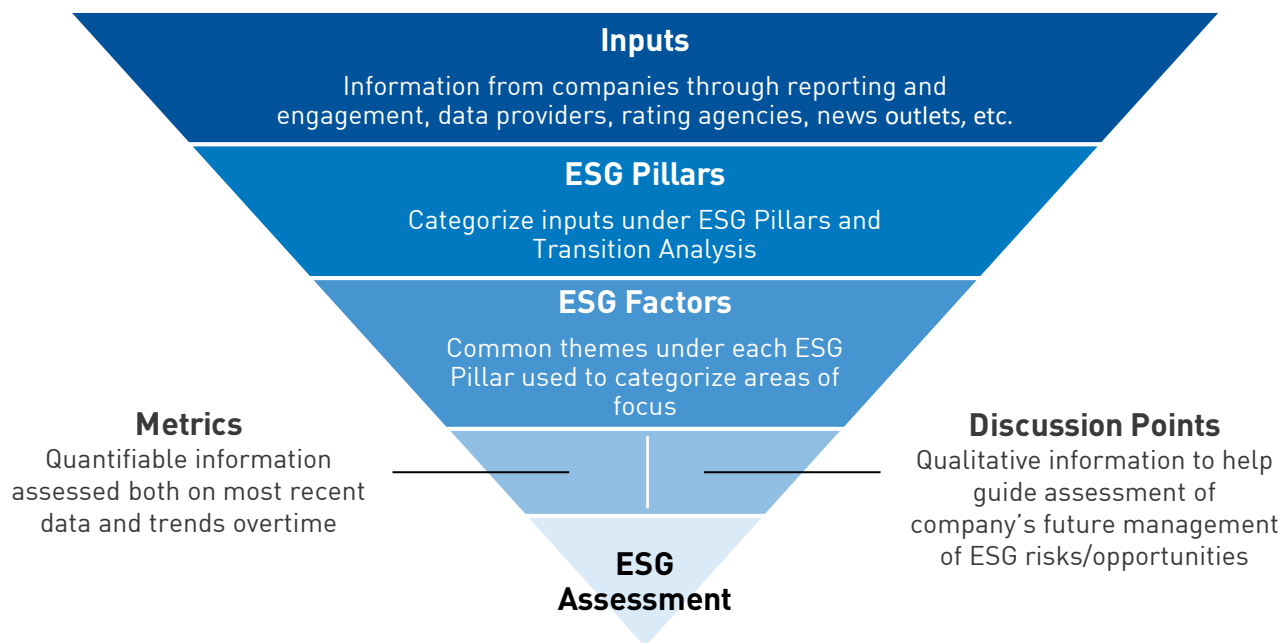 Inputs
Information from companies through reporting and
engagement, data providers, rating agencies, news outlets, etc.
ESG Pillars
Categorize inputs under ESG Pillars and
Transition Analysis
ESG Factors
Common themes under each ESG
Pillar used to categorize areas of
focus
Metrics
Quantifiable information
assessed both on most recent
data and trends overtime
Discussion Points
Qualitative information to help
guide assessment of
company’s future management
of ESG risks/opportunities
ESG
Assessment